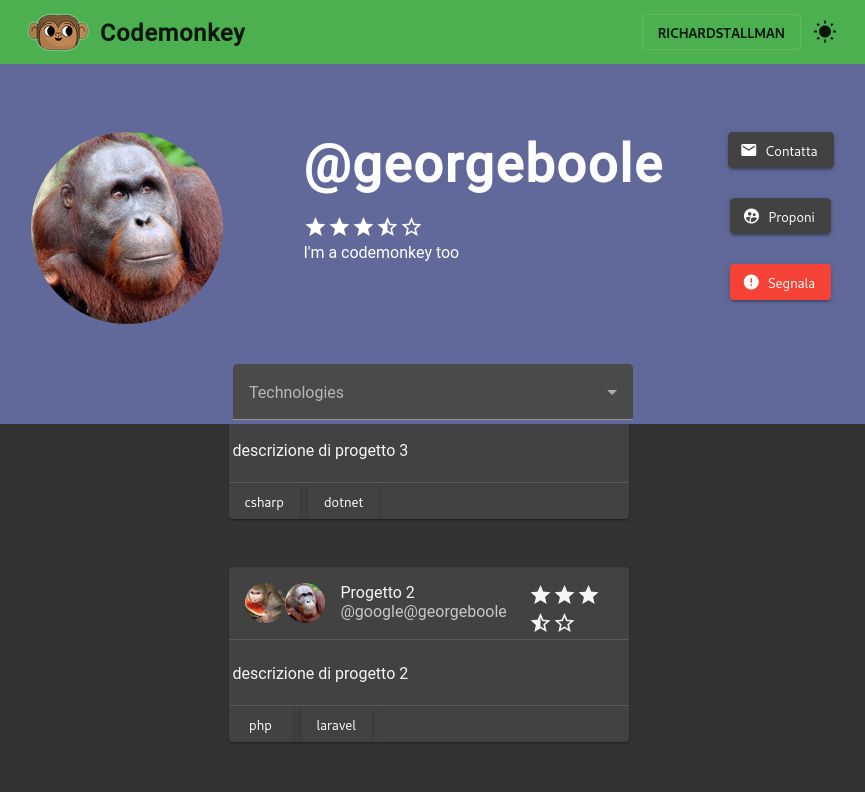 Codemonkey
RICHARDSTALLMAN
@georgeboole
I'm a codemonkey too
Contatta
Proponi
Segnala
Technologies
descrizione di progetto 3
csharp dotnet
Progetto 2
@google@georgeboole
descrizione di progetto 2
php laravel